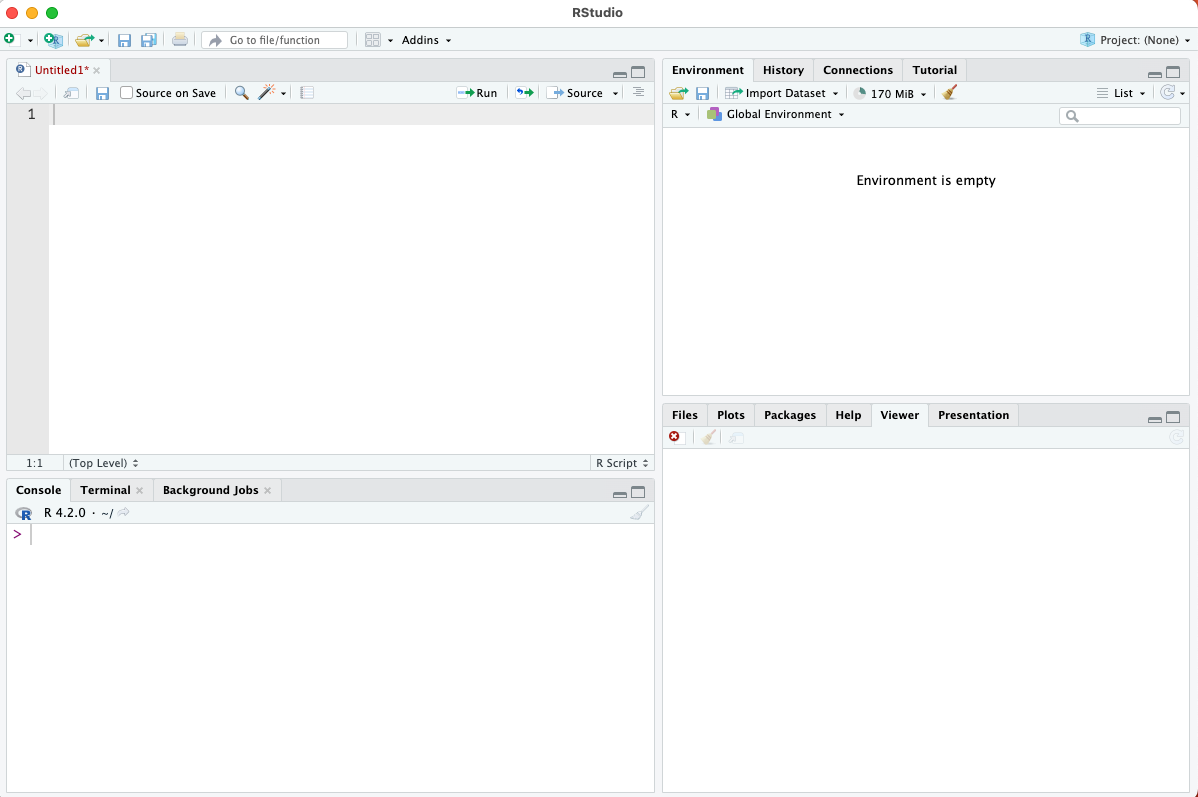 RStudio
Go to file/function
Addins
Project: (None)
Untitled1*
Source on Save
Run
Source
1
1:1
(Top Level)
R Script
Console
Terminal
Background Jobs
R 4.2.0 · ~/
>
Environment
History
Connections
Tutorial
Import Dataset
170 MiB
List
R
Global Environment
Environment is empty
Files
Plots
Packages
Help
Viewer
Presentation